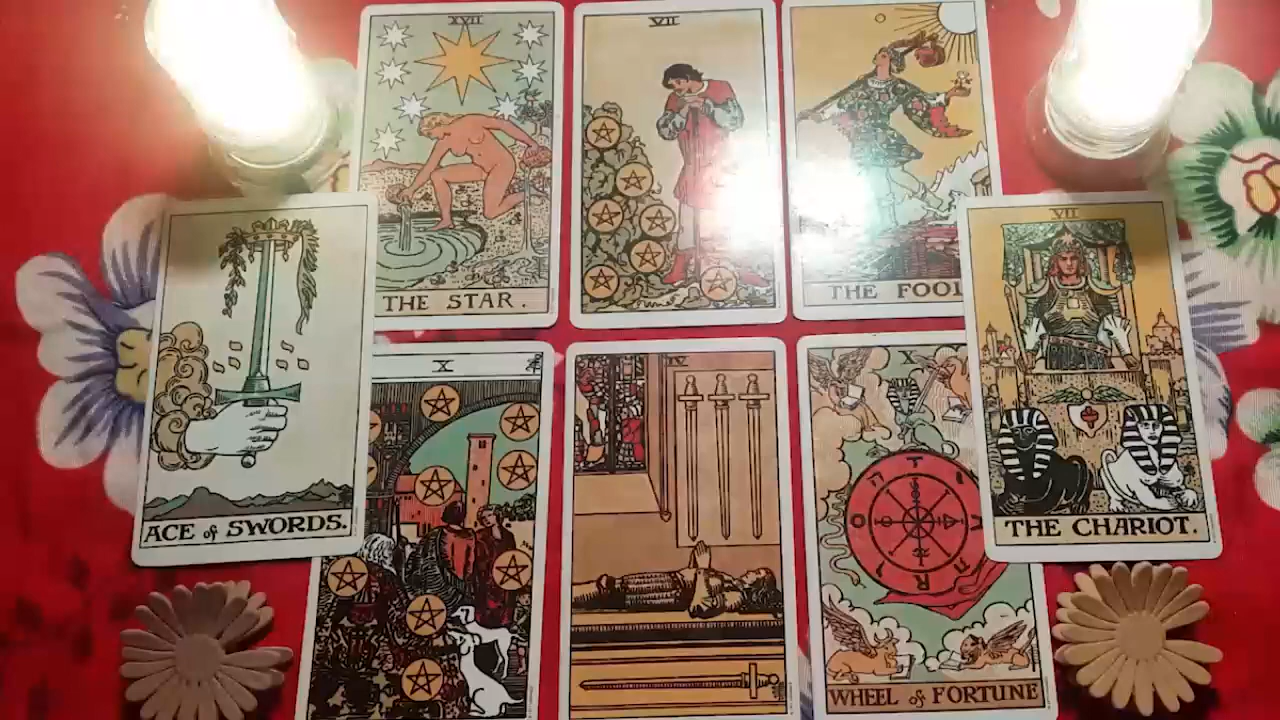 XVII
VII
THE STAR.
THE FOOL
VII
ACE of SWORDS.
THE CHARIOT.
X
IV
X
WHEEL of FORTUNE